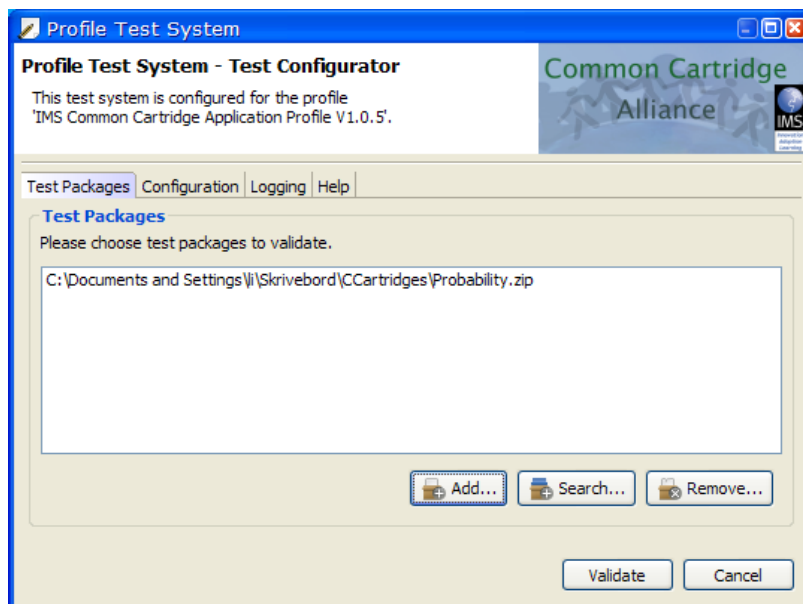 Profile Test System
Profile Test System - Test Configurator
This test system is configured for the profile
'IMS Common Cartridge Application Profile V1.0.5'.
Common Cartridge
Alliance
IMS
Test Packages Configuration Logging Help
Test Packages
Please choose test packages to validate.
C:\Documents and Settings\li\Skrivebord\CCartridges\Probability.zip
Add... Search... Remove...
Validate Cancel